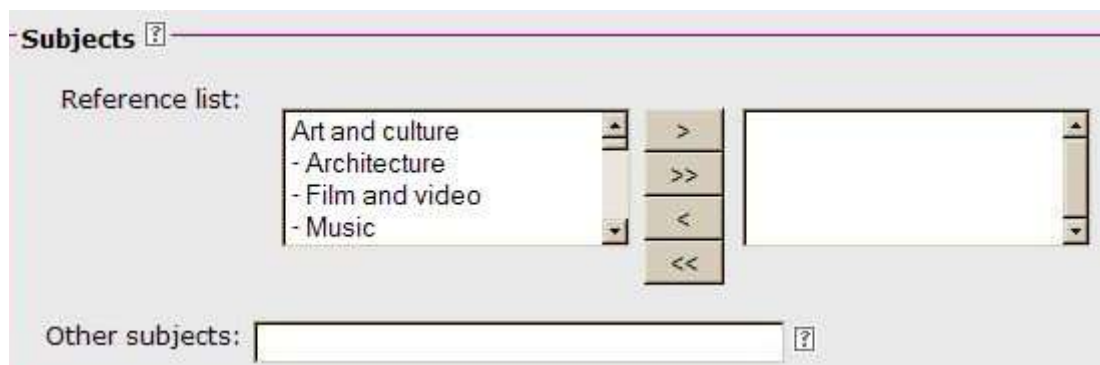 Subjects ?
Reference list:
Art and culture
- Architecture
- Film and video
- Music
>
>>
<
<<
Other subjects: ?